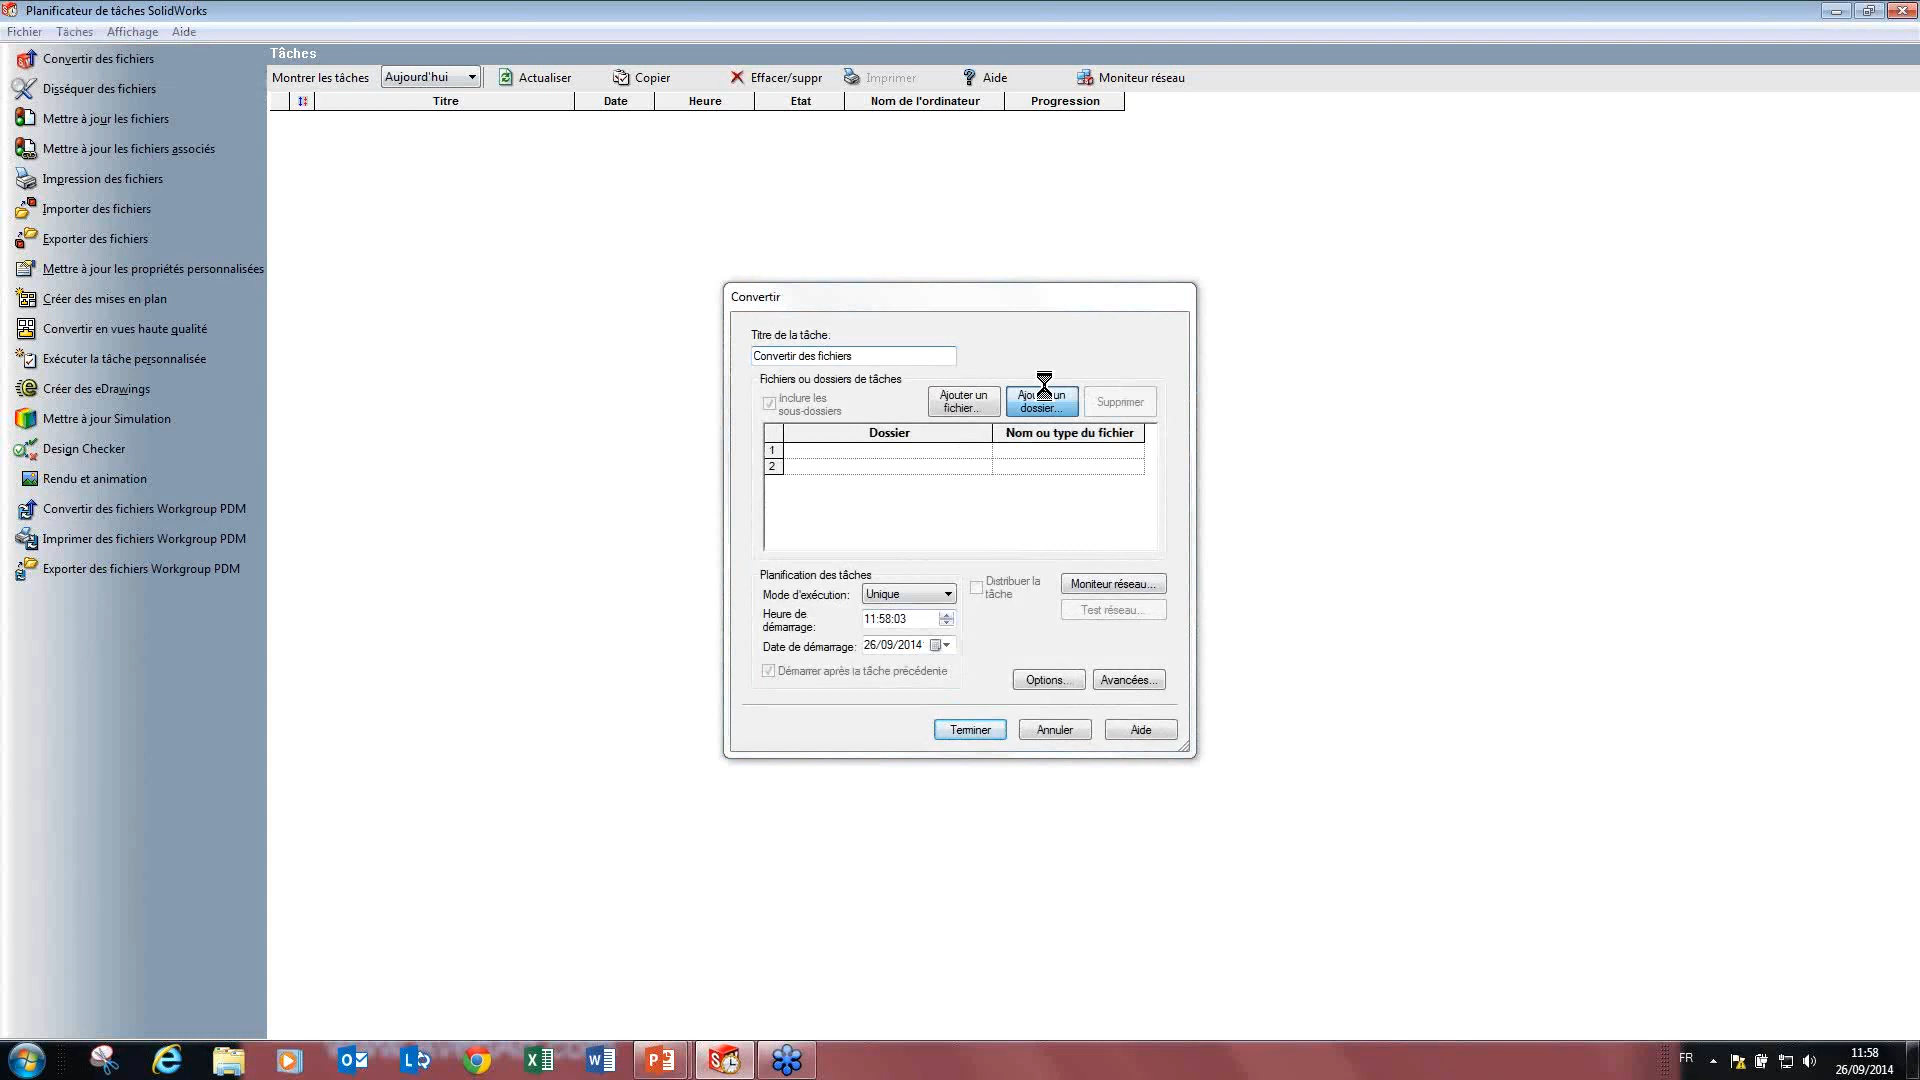 Planificateur de tâches SolidWorks
Fichier Tâches Affichage Aide
Convertir des fichiers
Disséquer des fichiers
Mettre à jour les fichiers
Mettre à jour les fichiers associés
Impression des fichiers
Importer des fichiers
Exporter des fichiers
Mettre à jour les propriétés personnalisées
Créer des mises en plan
Convertir en vues haute qualité
Exécuter la tâche personnalisée
Créer des eDrawings
Mettre à jour Simulation
Design Checker
Rendu et animation
Convertir des fichiers Workgroup PDM
Imprimer des fichiers Workgroup PDM
Exporter des fichiers Workgroup PDM
Tâches
Montrer les tâches Aujourd'hui Actualiser Copier Effacer/suppr Imprimer Aide Moniteur réseau
Titre Date Heure Etat Nom de l'ordinateur Progression
Convertir
Titre de la tâche:
Convertir des fichiers
Fichiers ou dossiers de tâches
Inclure les
sous-dossiers
Ajouter un
fichier...
un
dossier...
Supprimer
Dossier Nom ou type du fichier
1
2
Planification des tâches
Mode d'exécution: Unique
Heure de
démarrage:
11:58:03
Date de démarrage: 26/09/2014
Démarrer après la tâche précédente
Distribuer la
tâche
Moniteur réseau...
Test réseau...
Options... Avancées...
Terminer Annuler Aide
FR
11:58
26/09/2014